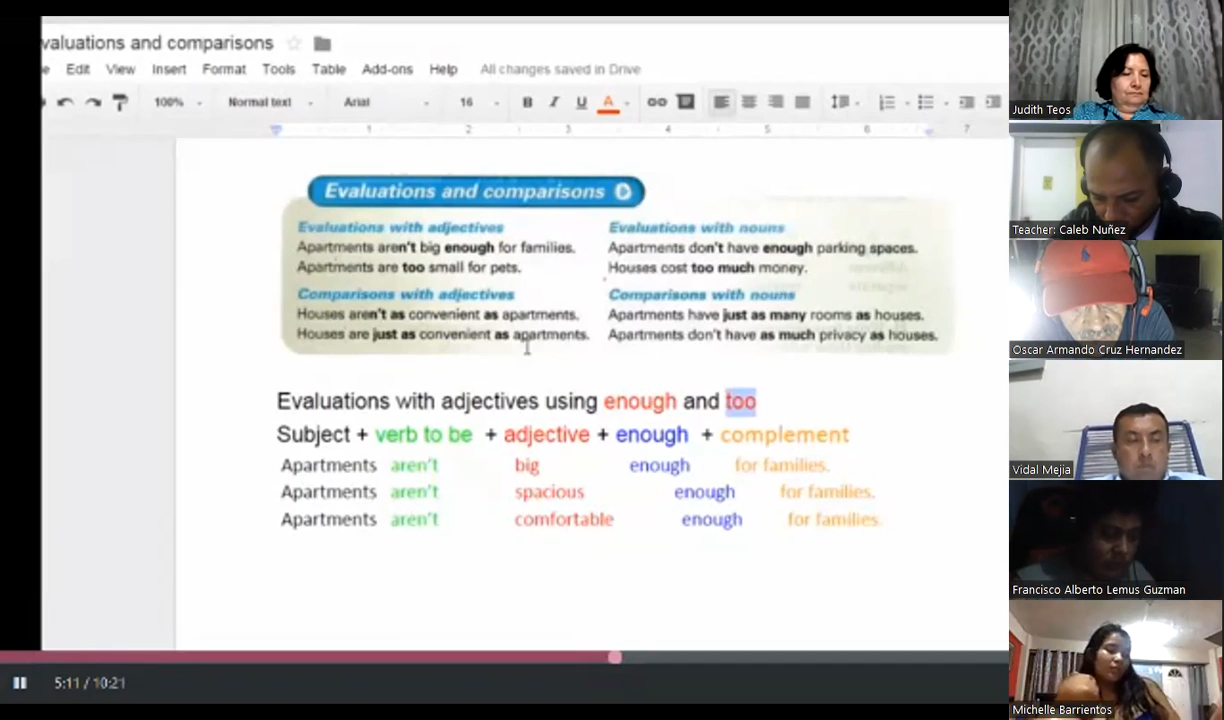 valuations and comparisons
e Edit View Insert Format Tools Table Add-ons Help All changes saved in Drive
100% Normal text Arial 16 B I U A
1 2 3 4 5 6 7
Evaluations and comparisons
Evaluations with adjectives
Apartments aren't big enough for families.
Apartments are too small for pets.
Comparisons with adjectives
Houses aren't as convenient as apartments.
Houses are just as convenient as apartments.
Evaluations with nouns
Apartments don't have enough parking spaces.
Houses cost too much money.
Comparisons with nouns
Apartments have just as many rooms as houses.
Apartments don't have as much privacy as houses.
Evaluations with adjectives using enough and too
Subject + verb to be + adjective + enough + complement
Apartments aren't big enough for families.
Apartments aren't spacious enough for families.
Apartments aren't comfortable enough for families.
5:11 / 10:21
Judith Teos
Teacher: Caleb Nuñez
Oscar Armando Cruz Hernandez
Vidal Mejia
Francisco Alberto Lemus Guzman
Michelle Barrientos